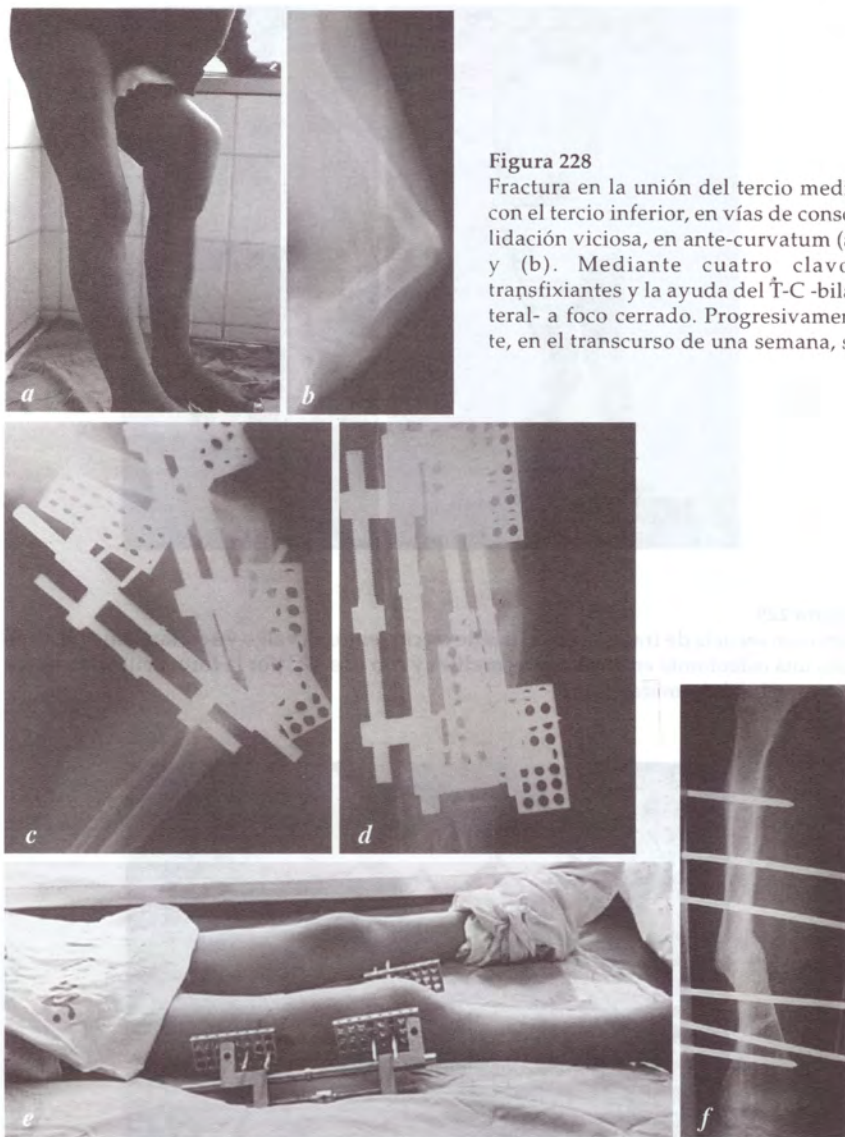 Figura 228
Fractura en la unión del tercio medi
con el tercio inferior, en vías de conso
lidación viciosa, en ante-curvatum (a
y (b). Mediante cuatro clavo
transfixiantes y la ayuda del T-C -bila
teral- a foco cerrado. Progresivamen
te, en el transcurso de una semana, s
a
b
c
d
e
f